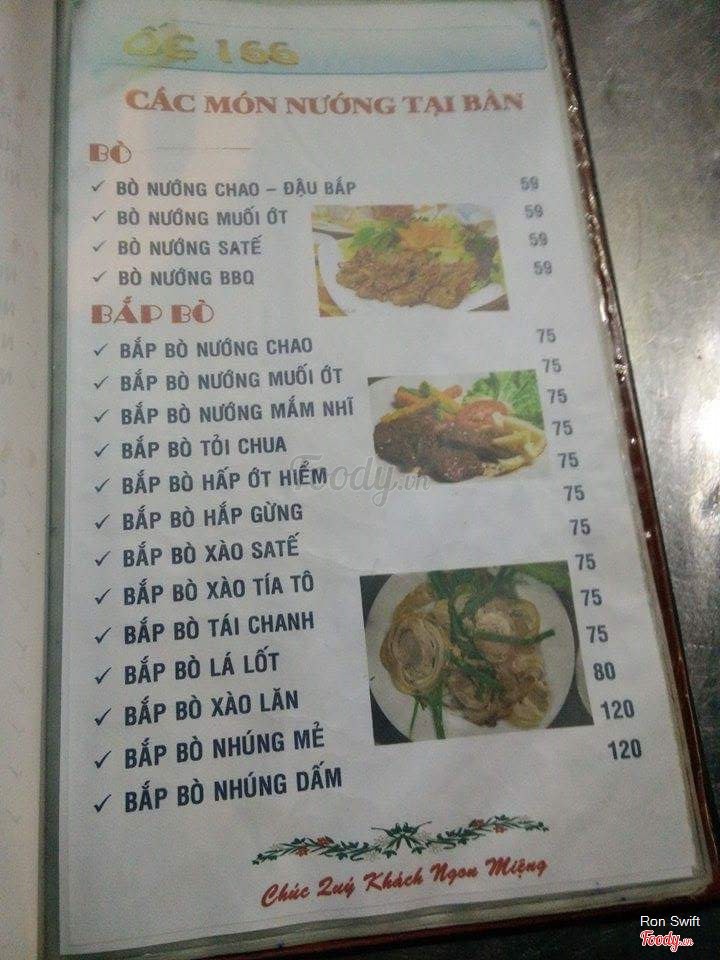 ỐC 166
CÁC MÓN NƯỚNG TẠI BÀN
BÒ
✓ BÒ NƯỚNG CHAO – ĐẬU BẮP 59
✓ BÒ NƯỚNG MUỐI ỚT 59
✓ BÒ NƯỚNG SATẾ 59
✓ BÒ NƯỚNG BBQ 59
BẮP BÒ
✓ BẮP BÒ NƯỚNG CHAO 75
✓ BẮP BÒ NƯỚNG MUỐI ỚT 75
✓ BẮP BÒ NƯỚNG MẮM NHĨ 75
✓ BẮP BÒ TỎI CHUA 75
✓ BẮP BÒ HẤP ỚT HIỂM 75
✓ BẮP BÒ HẮP GỪNG 75
✓ BẮP BÒ XÀO SATẾ 75
✓ BẮP BÒ XÀO TÍA TÔ 75
✓ BẮP BÒ TÁI CHANH 75
✓ BẮP BÒ LÁ LỐT 75
✓ BẮP BÒ XÀO LĂN 80
✓ BẮP BÒ NHÚNG MẺ 120
✓ BẮP BÒ NHÚNG DẤM 120
Chúc Quý Khách Ngon Miệng
Foody.vn
Ron Swift
Foody.vn